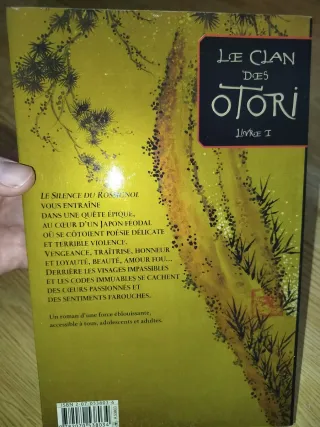 LE CLAN
DES
OTORI
LIVRE I
LE SILENCE DU ROSSIGNOL
VOUS ENTRAÎNE
DANS UNE QUÊTE ÉPIQUE,
AU CŒUR D'UN JAPON FÉODAL
OÙ SE CÔTOIENT POÉSIE DÉLICATE
ET TERRIBLE VIOLENCE.
VENGEANCE, TRAÎTRISE, HONNEUR
ET LOYAUTÉ, BEAUTÉ, AMOUR FOU...
DERRIÈRE LES VISAGES IMPASSIBLES
ET LES CODES IMMUABLES SE CACHENT
DES CŒURS PASSIONNÉS ET
DES SENTIMENTS FAROUCHES.
Un roman d'une force éblouissante,
accessible à tous, adolescents et adultes.